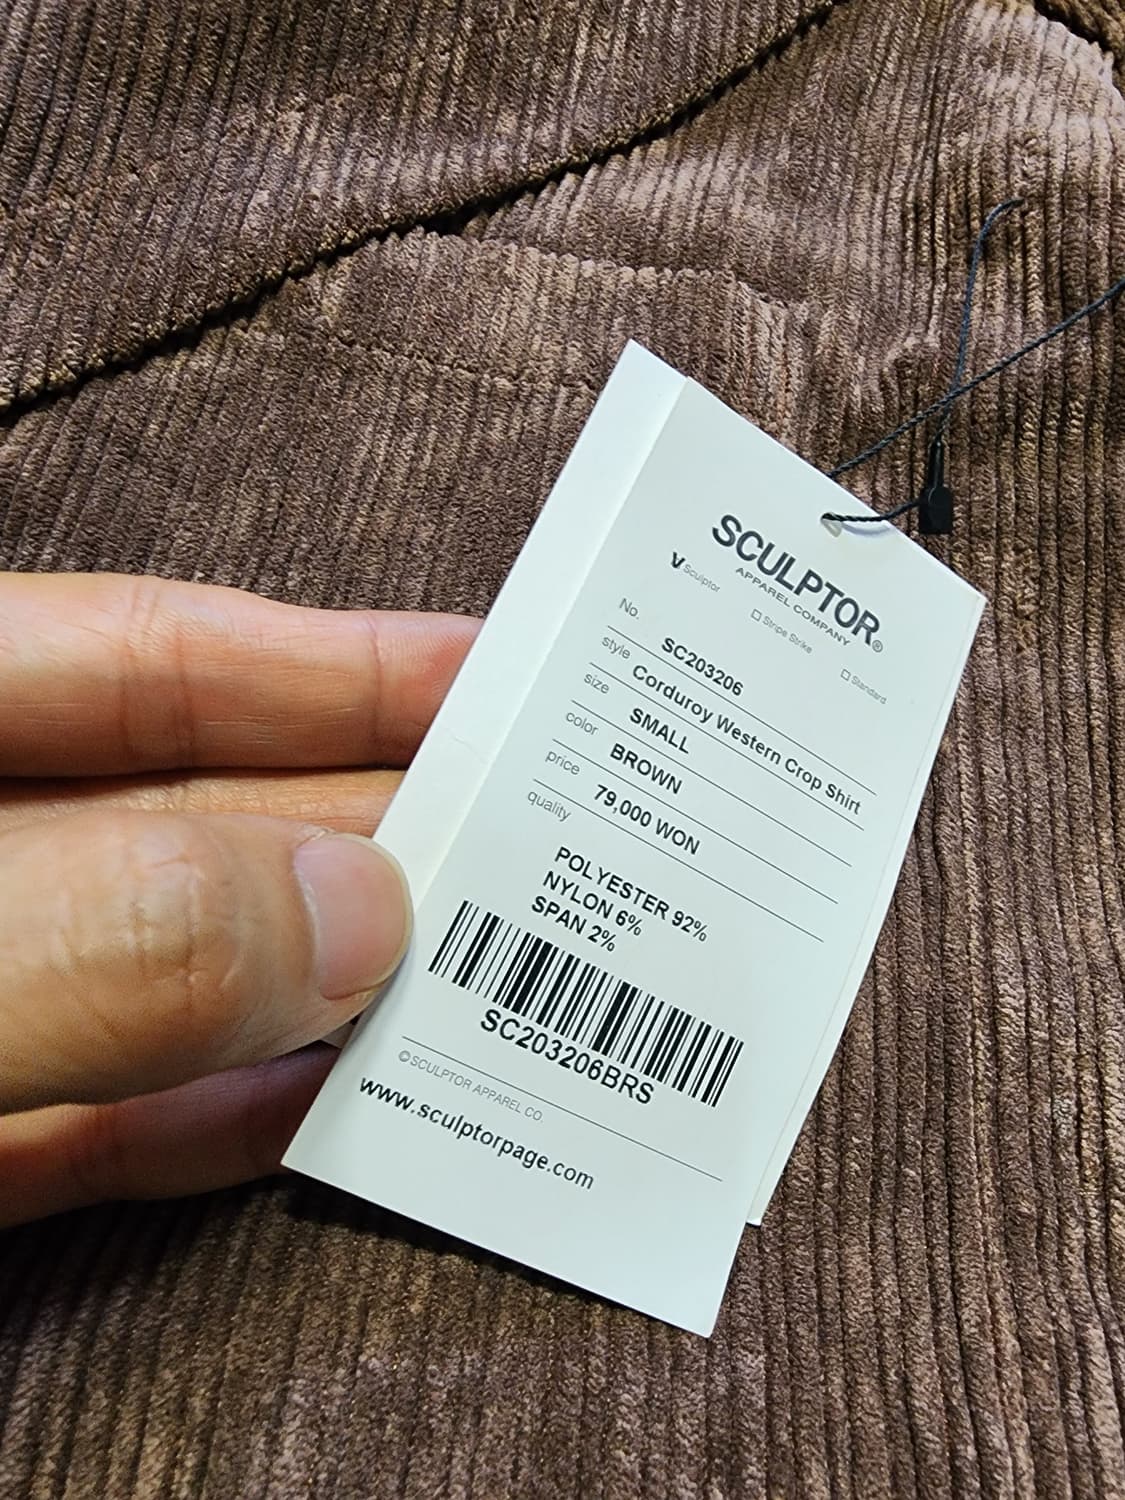 SCULPTOR®
APPAREL COMPANY
V Sculptor □ Stripe Strike □ Standard
No. SC203206
style Corduroy Western Crop Shirt
size SMALL
color BROWN
price 79,000 WON
quality
POLYESTER 92%
NYLON 6%
SPAN 2%
SC203206BRS
©SCULPTOR APPAREL CO.
www.sculptorpage.com